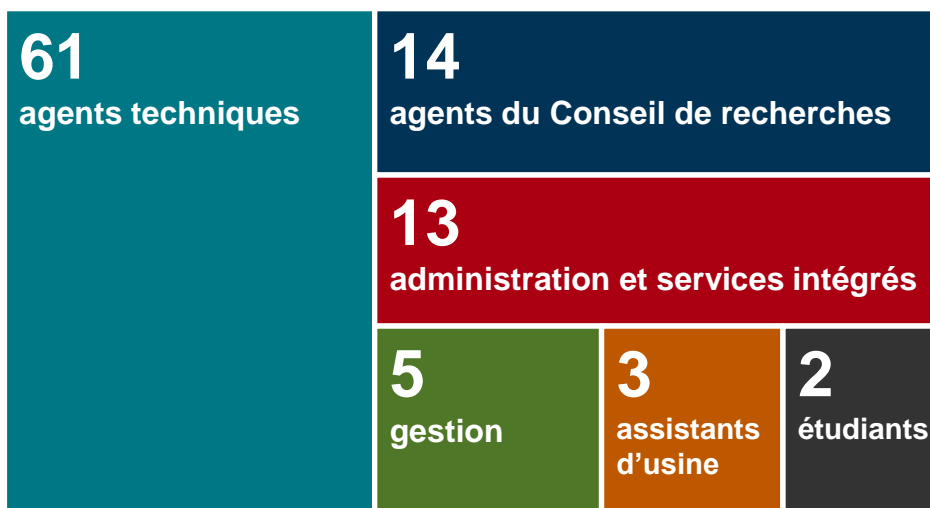 61
agents techniques
14
agents du Conseil de recherches
13
administration et services intégrés
5
gestion
3
assistants
d’usine
2
étudiants